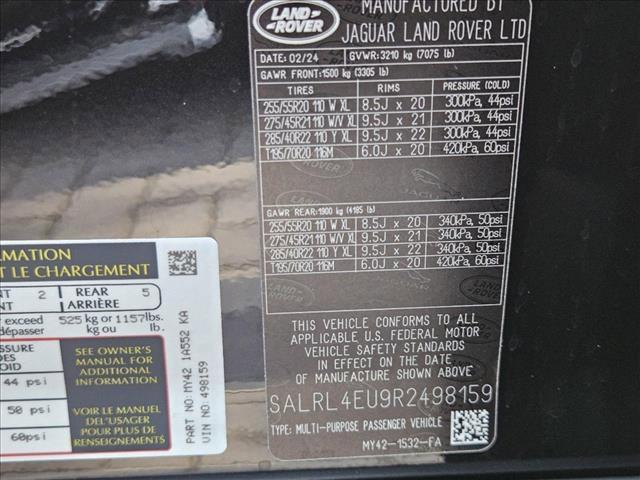 LAND-
ROVER
MANUFACTURED BY
JAGUAR LAND ROVER LTD
DATE: 02/24 GVWR: 3210 kg (7075 lb)
GAWR FRONT: 1500 kg (3305 lb)
TIRES RIMS PRESSURE (COLD)
255/55R20 110 W XL 8.5J x 20 300kPa, 44psi
275/45R21 110 W/V XL 9.5J x 21 300kPa, 44psi
285/40R22 110 Y XL 9.5J x 22 300kPa, 44psi
T195/70R20 116M 6.0J x 20 420kPa, 60psi
GAWR REAR: 1900 kg (4185 lb)
255/55R20 110 W XL 8.5J x 20 340kPa, 50psi
275/45R21 110 W/V XL 9.5J x 21 340kPa, 50psi
285/40R22 110 Y XL 9.5J x 22 340kPa, 50psi
T195/70R20 116M 6.0J x 20 420kPa, 60psi
LAND-
ROVER
JAGUAR
THIS VEHICLE CONFORMS TO ALL
APPLICABLE U.S. FEDERAL MOTOR
VEHICLE SAFETY STANDARDS
IN EFFECT ON THE DATE OF
MANUFACTURE SHOWN ABOVE.
SALRL4EU9R2498159
TYPE: MULTI-PURPOSE PASSENGER VEHICLE
MY42-1532-FA
RMATION
T LE CHARGEMENT
NT 2 REAR 5
ARRIÈRE
exceed 525 kg or 1157lbs.
dépasser kg ou lb.
SSURE
DES
OID
44 psi
50 psi
60psi
SEE OWNER'S
MANUAL FOR
ADDITIONAL
INFORMATION
VOIR LE MANUEL
DEL'USAGER
POUR PLUS DE
RENSEIGNEMENTS
PART NO: MY42 1A552 KA
VIN NO: 498159